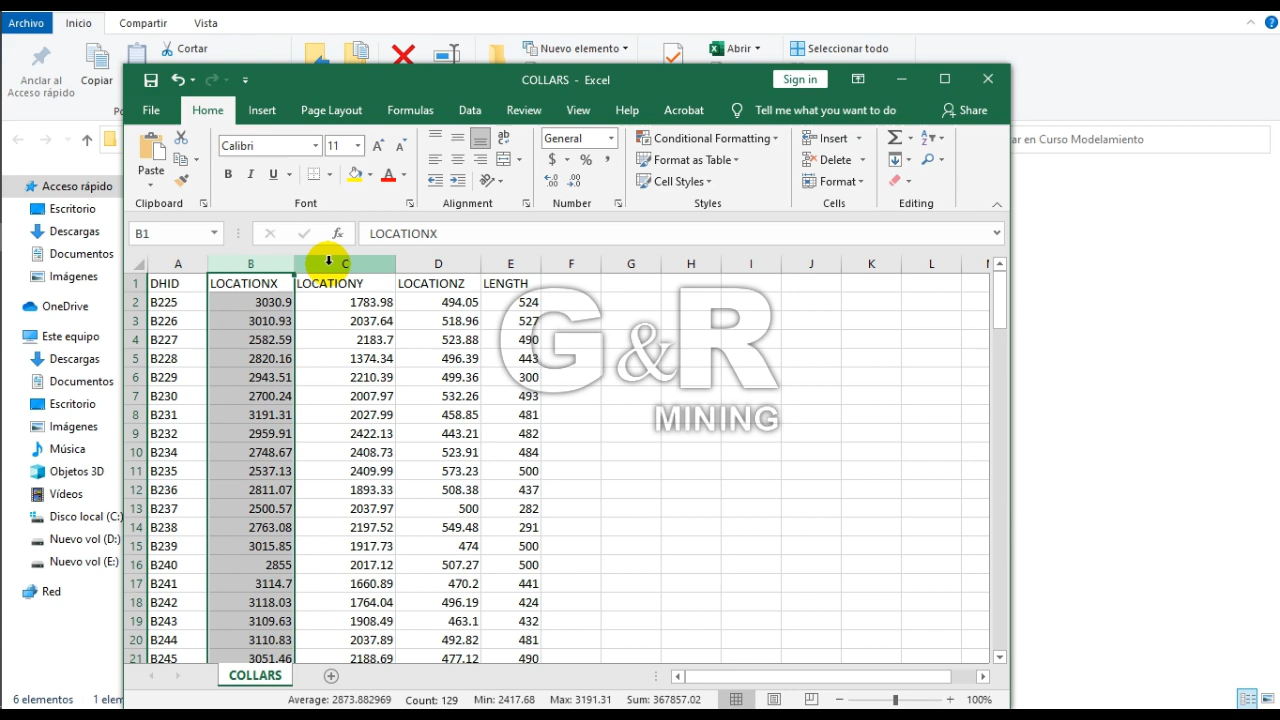 Archivo Inicio Compartir Vista
Cortar Nuevo elemento Abrir Seleccionar todo
Anclar al
Acceso rápido
Copiar
COLLARS - Excel Sign in
File Home Insert Page Layout Formulas Data Review View Help Acrobat Tell me what you want to do Share
ar en Curso Modelamiento
Paste Calibri 11 General Conditional Formatting Insert
B I U $ % Format as Table Delete
Cell Styles Format
Clipboard Font Alignment Number Styles Cells Editing
B1 fx LOCATIONX
A B C D E F G H I J K L
1 DHID LOCATIONX LOCATIONY LOCATIONZ LENGTH
2 B225 3030.9 1783.98 494.05 524
3 B226 3010.93 2037.64 518.96 527
4 B227 2582.59 2183.7 523.88 490
5 B228 2820.16 1374.34 496.39 443
6 B229 2943.51 2210.39 499.36 300
7 B230 2700.24 2007.97 532.26 493
8 B231 3191.31 2027.99 458.85 481
9 B232 2959.91 2422.13 443.21 482
10 B234 2748.67 2408.73 523.91 484
11 B235 2537.13 2409.99 573.23 500
12 B236 2811.07 1893.33 508.38 437
13 B237 2500.57 2037.97 500 282
14 B238 2763.08 2197.52 549.48 291
15 B239 3015.85 1917.73 474 500
16 B240 2855 2017.12 507.27 500
17 B241 3114.7 1660.89 470.2 441
18 B242 3118.03 1764.04 496.19 424
19 B243 3109.63 1908.49 463.1 432
20 B244 3110.83 2037.89 492.82 481
21 B245 3051.46 2188.69 477.12 490
G&R
MINING
Acceso rápido
Escritorio
Descargas
Documentos
Imágenes
OneDrive
Este equipo
Descargas
Documentos
Escritorio
Imágenes
Música
Objetos 3D
Vídeos
Disco local (C:)
Nuevo vol (D:)
Nuevo vol (E:)
Red
COLLARS
6 elementos 1 elem
Average: 2873.882969 Count: 129 Min: 2417.68 Max: 3191.31 Sum: 367857.02 100%